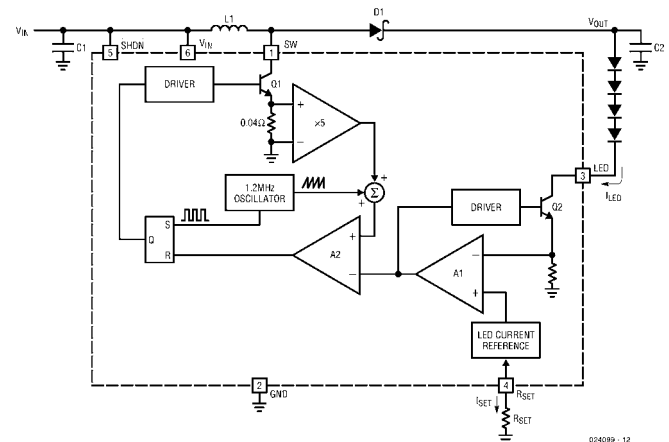 L1
D1
VIN
VOUT
C1
5
SHDN
6
VIN
1
SW
C2
DRIVER
Q1
+
×5
−
0.04Ω
1.2MHz
OSCILLATOR
+
Σ
+
LED
3
ILED
DRIVER
Q2
S
Q
R
+
A2
−
−
A1
+
LED CURRENT
REFERENCE
2
GND
4
RSET
ISET
RSET
024099 - 12